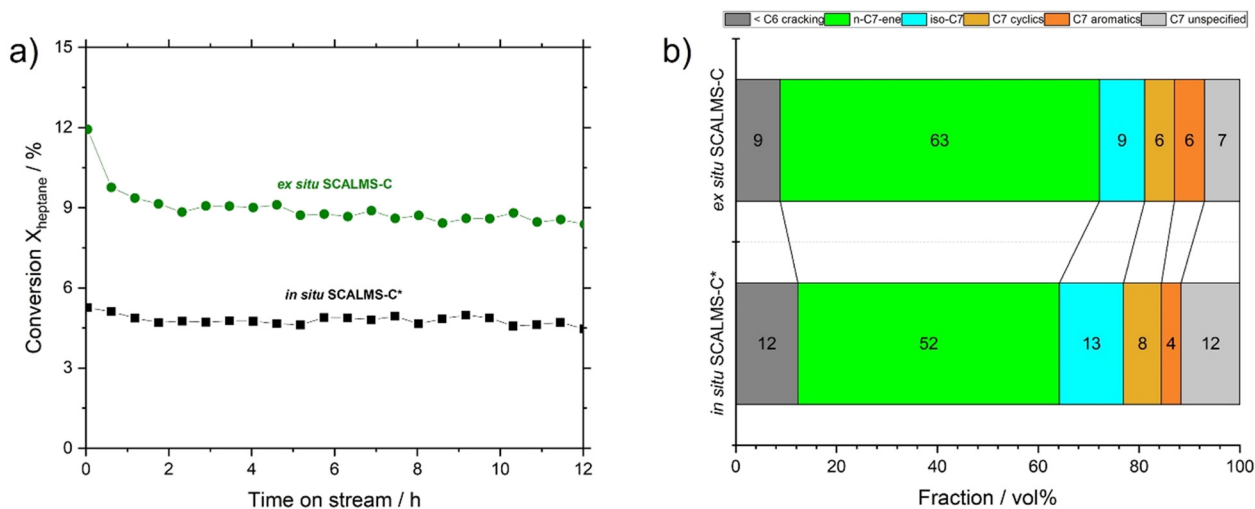 a)
15
12
9
6
3
0
Conversion X_heptane / %
ex situ SCALMS-C
in situ SCALMS-C*
0 2 4 6 8 10 12
Time on stream / h
b)
< C6 cracking n-C7-ene iso-C7 C7 cyclics C7 aromatics C7 unspecified
ex situ SCALMS-C
9 63 9 6 6 7
in situ SCALMS-C*
12 52 13 8 4 12
0 20 40 60 80 100
Fraction / vol%